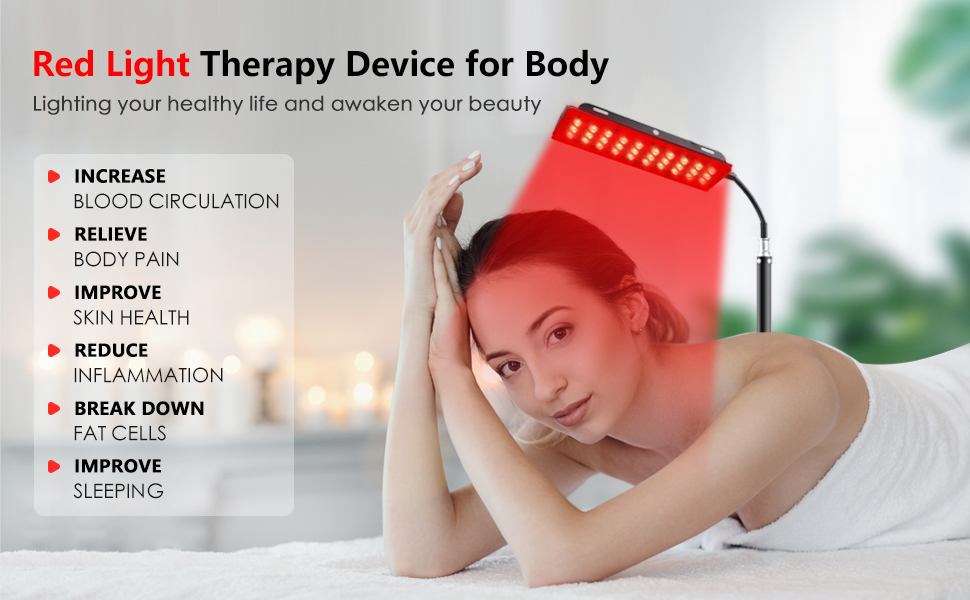 Red Light Therapy Device for Body
Lighting your healthy life and awaken your beauty
INCREASE
BLOOD CIRCULATION
RELIEVE
BODY PAIN
IMPROVE
SKIN HEALTH
REDUCE
INFLAMMATION
BREAK DOWN
FAT CELLS
IMPROVE
SLEEPING